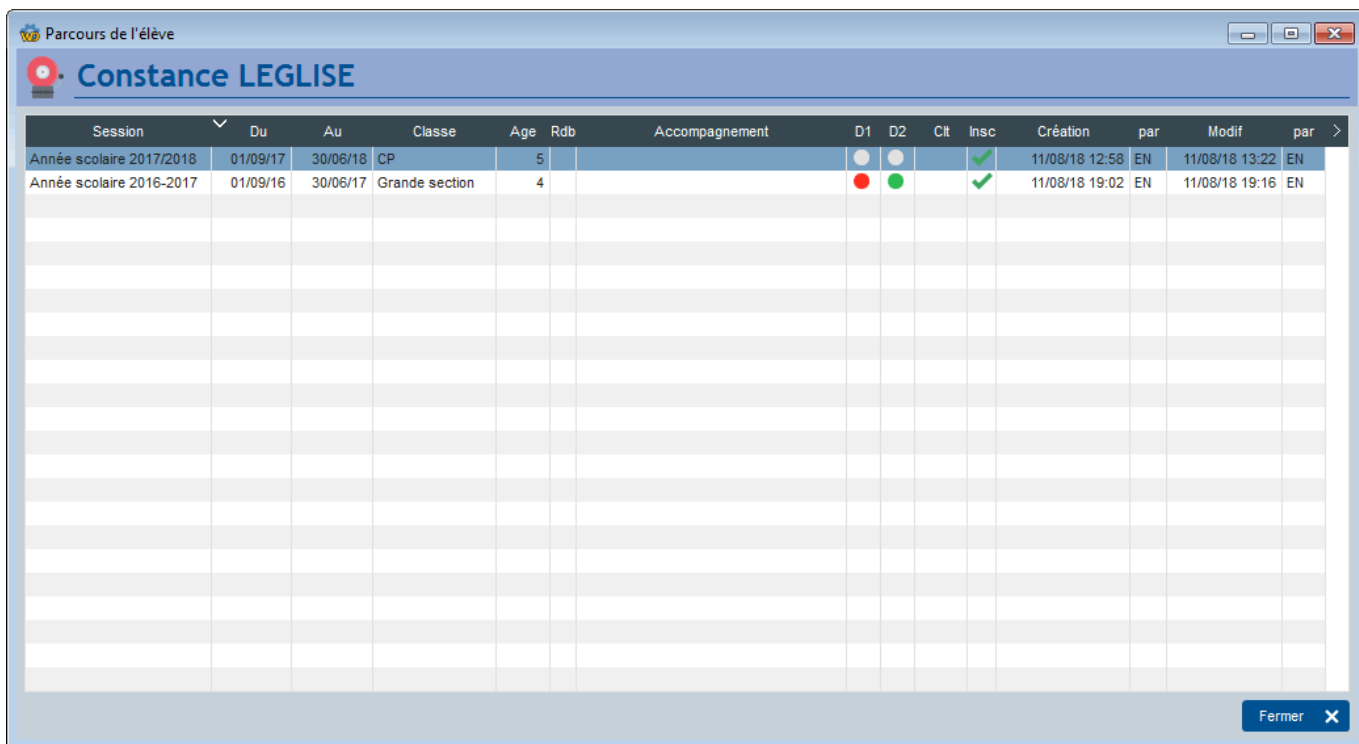 Parcours de l'élève
Constance LEGLISE
Session Du Au Classe Age Rdb Accompagnement D1 D2 Clt Insc Création par Modif par
Année scolaire 2017/2018 01/09/17 30/06/18 CP 5 11/08/18 12:58 EN 11/08/18 13:22 EN
Année scolaire 2016-2017 01/09/16 30/06/17 Grande section 4 11/08/18 19:02 EN 11/08/18 19:16 EN
Fermer